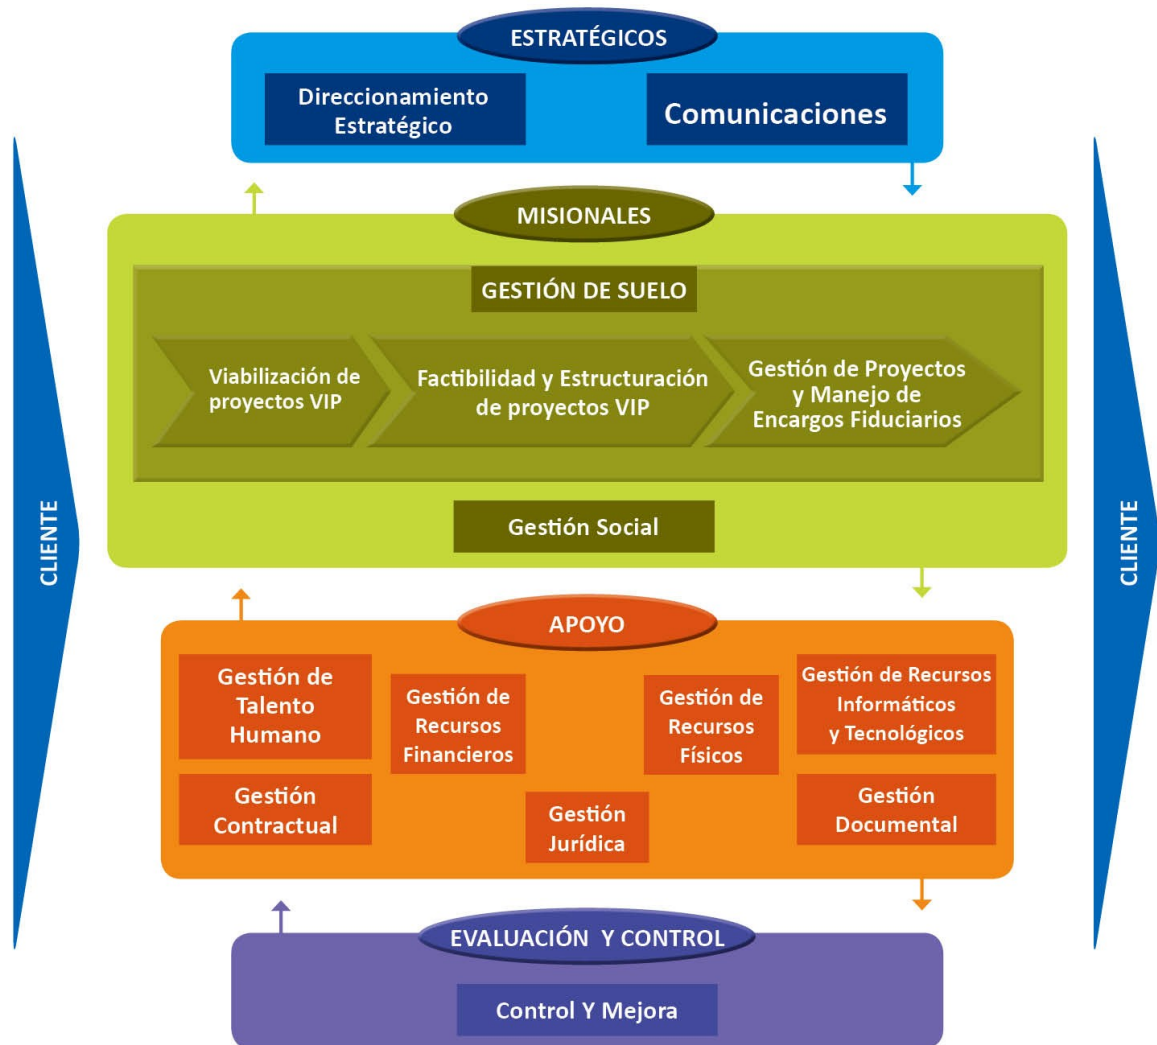 ESTRATÉGICOS
Direccionamiento
Estratégico
Comunicaciones
MISIONALES
GESTIÓN DE SUELO
Viabilización de
proyectos VIP
Factibilidad y Estructuración
de proyectos VIP
Gestión de Proyectos
y Manejo de
Encargos Fiduciarios
Gestión Social
CLIENTE
CLIENTE
APOYO
Gestión de
Talento
Humano
Gestión de
Recursos
Financieros
Gestión de
Recursos
Físicos
Gestión de Recursos
Informáticos
y Tecnológicos
Gestión
Contractual
Gestión
Jurídica
Gestión
Documental
EVALUACIÓN Y CONTROL
Control Y Mejora